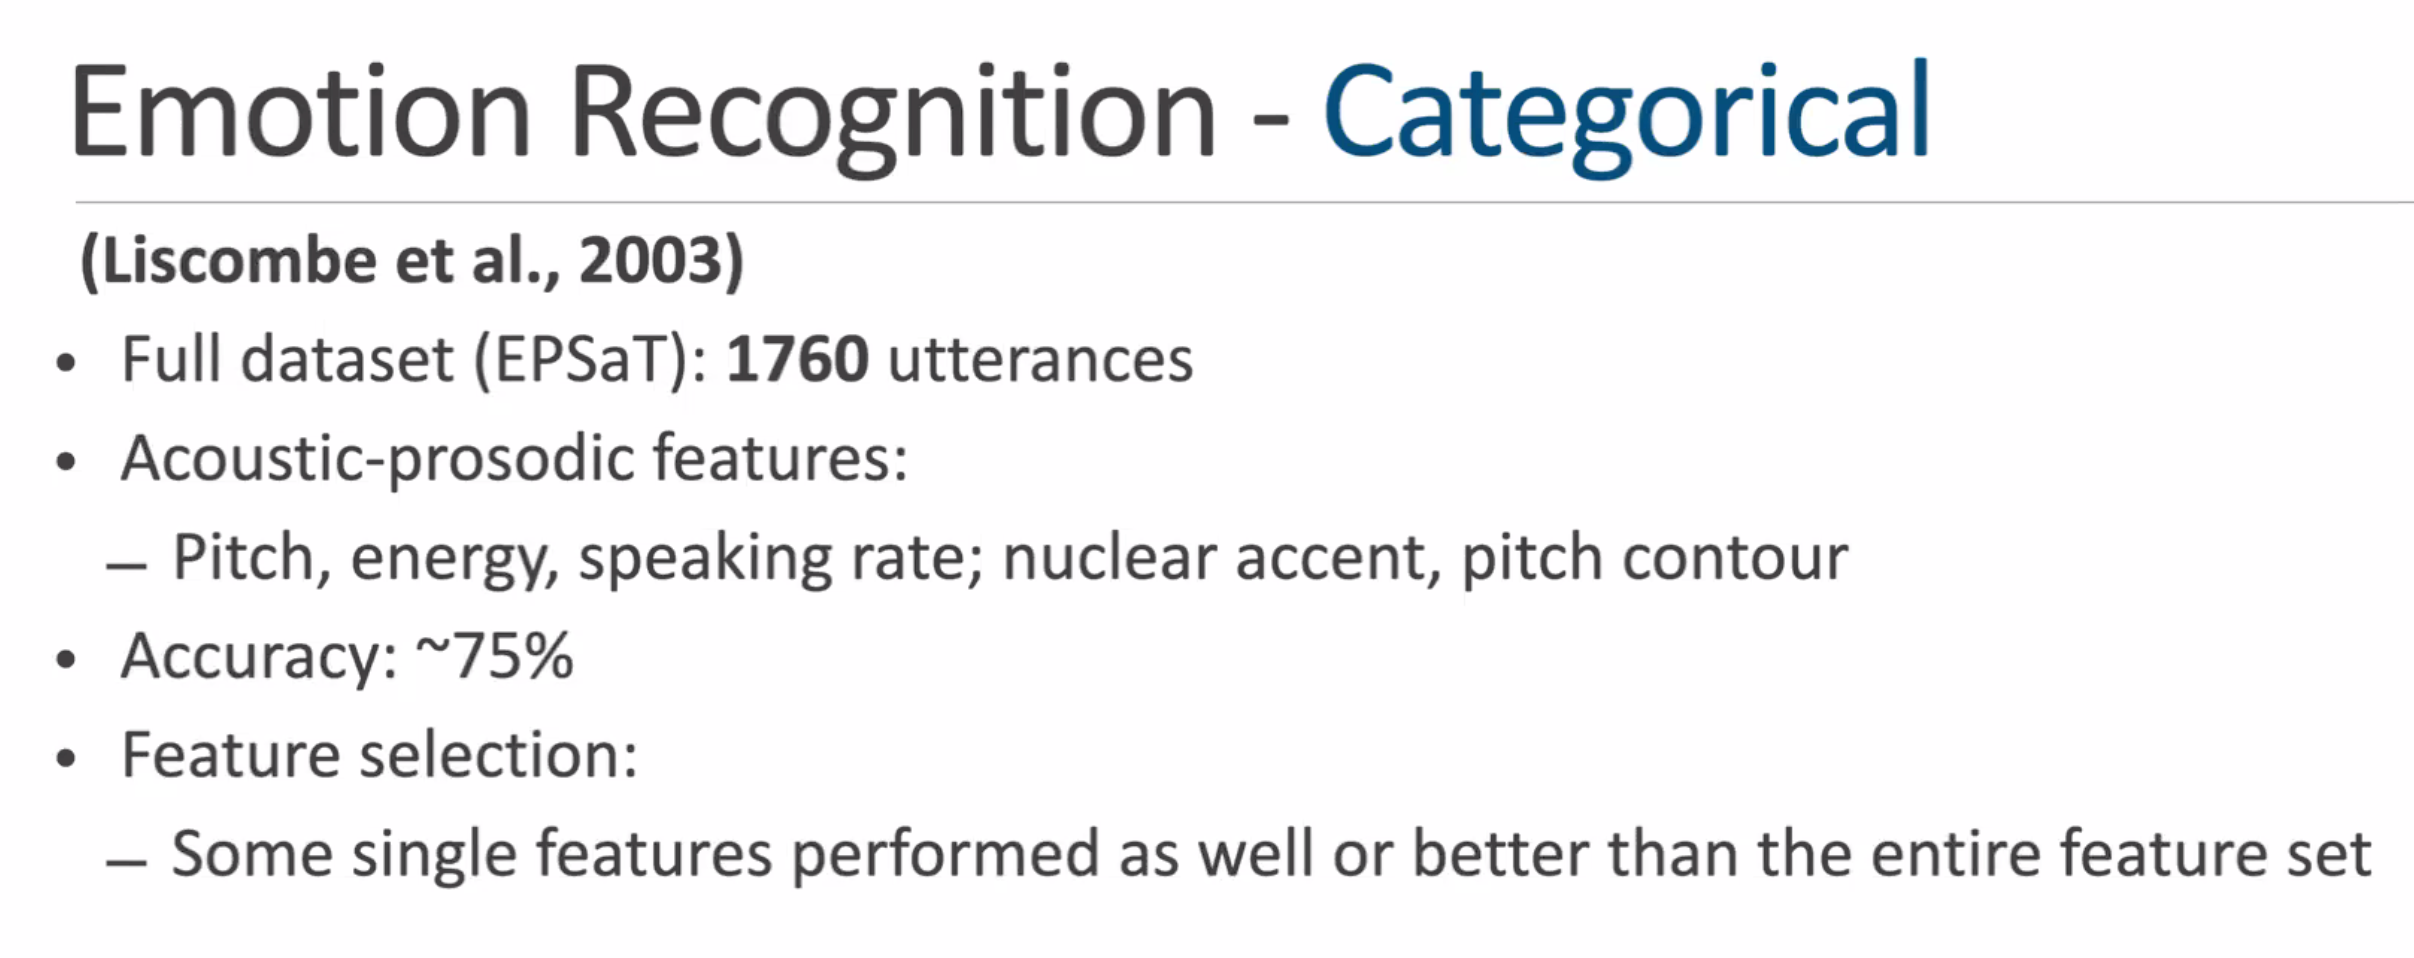 Emotion Recognition - Categorical
(Liscombe et al., 2003)
• Full dataset (EPSaT): 1760 utterances
• Acoustic-prosodic features:
– Pitch, energy, speaking rate; nuclear accent, pitch contour
• Accuracy: ~75%
• Feature selection:
– Some single features performed as well or better than the entire feature set